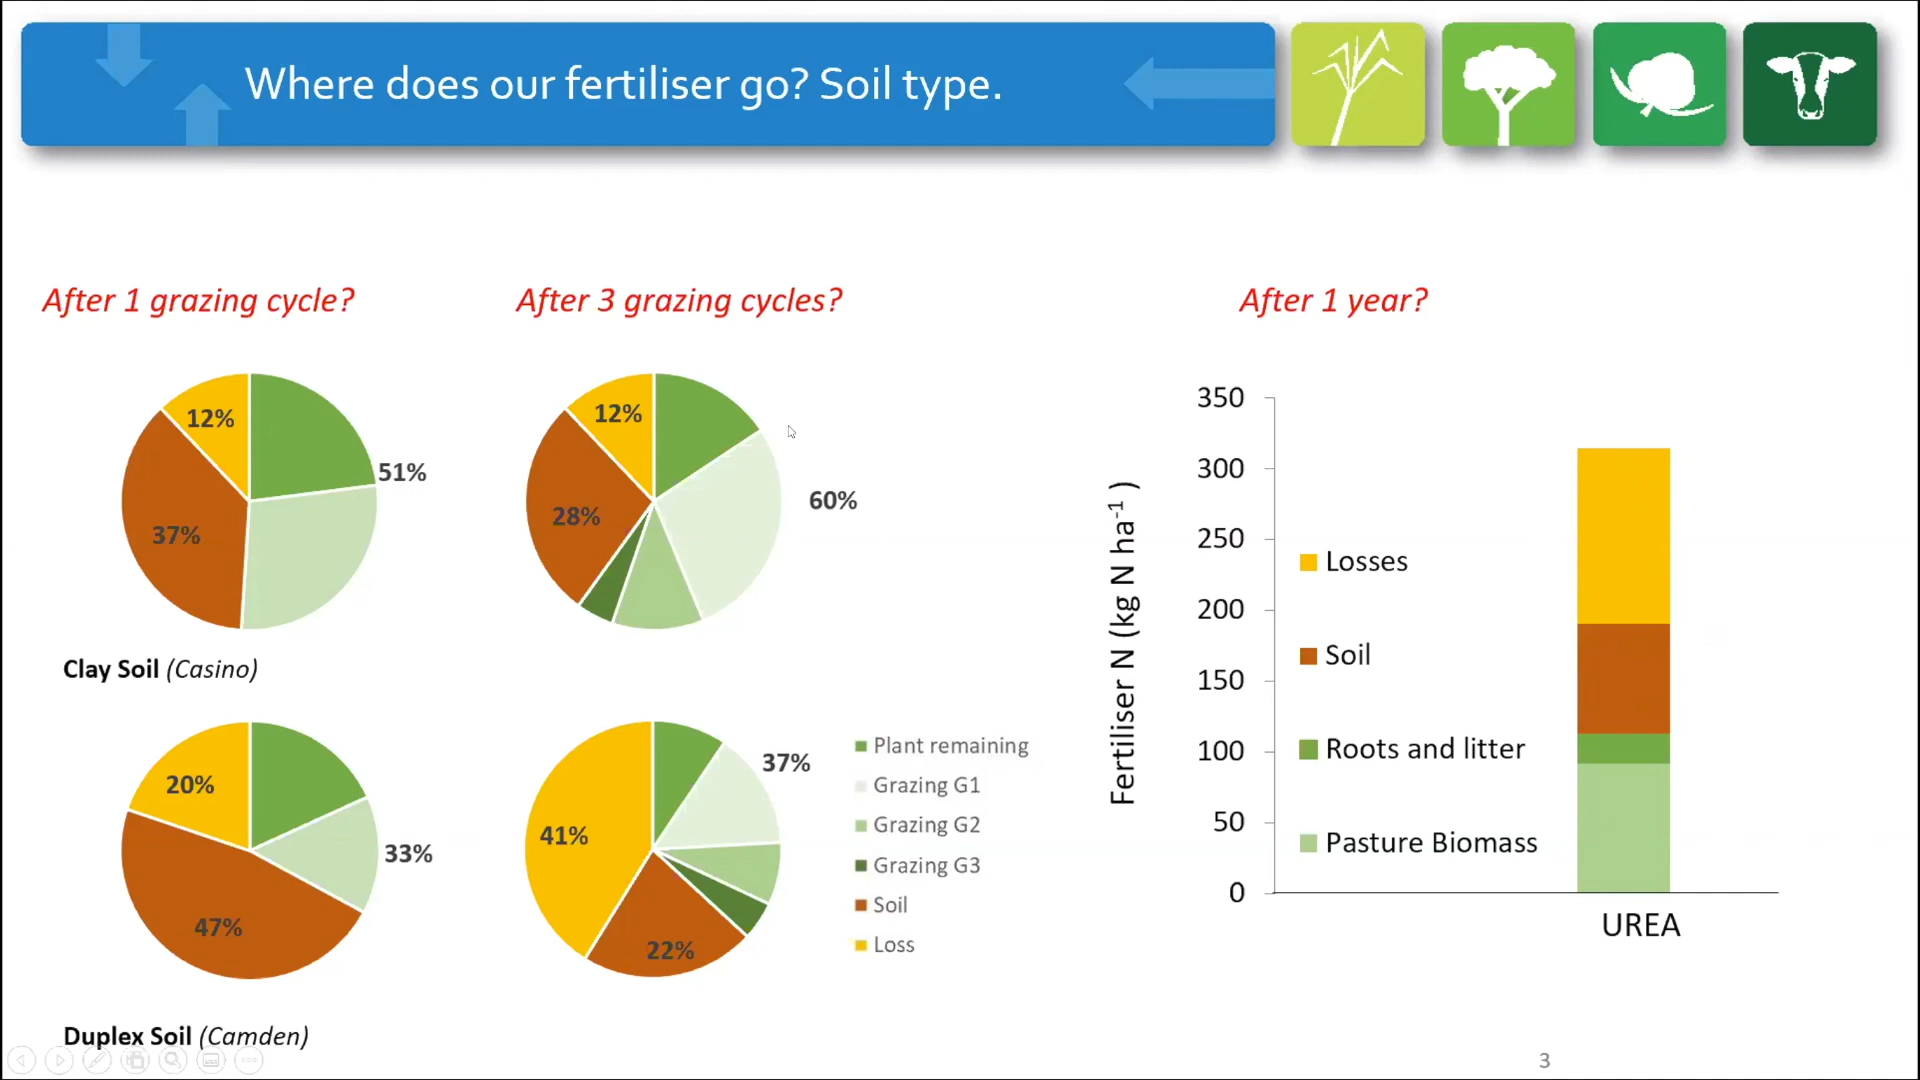 Where does our fertiliser go? Soil type.
After 1 grazing cycle?
After 3 grazing cycles?
After 1 year?
12%
51%
37%
12%
60%
28%
Clay Soil (Casino)
20%
33%
47%
37%
41%
22%
Plant remaining
Grazing G1
Grazing G2
Grazing G3
Soil
Loss
Duplex Soil (Camden)
Fertiliser N (kg N ha⁻¹ )
350
300
250
200
150
100
50
0
Losses
Soil
Roots and litter
Pasture Biomass
UREA
3